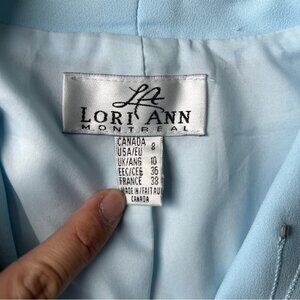 LA
LORI ANN
MONTREAL
CANADA
USA/EU 8
UK/ANG 10
EEC/CEE 36
FRANCE 38
MADE IN/FAIT AU
CANADA